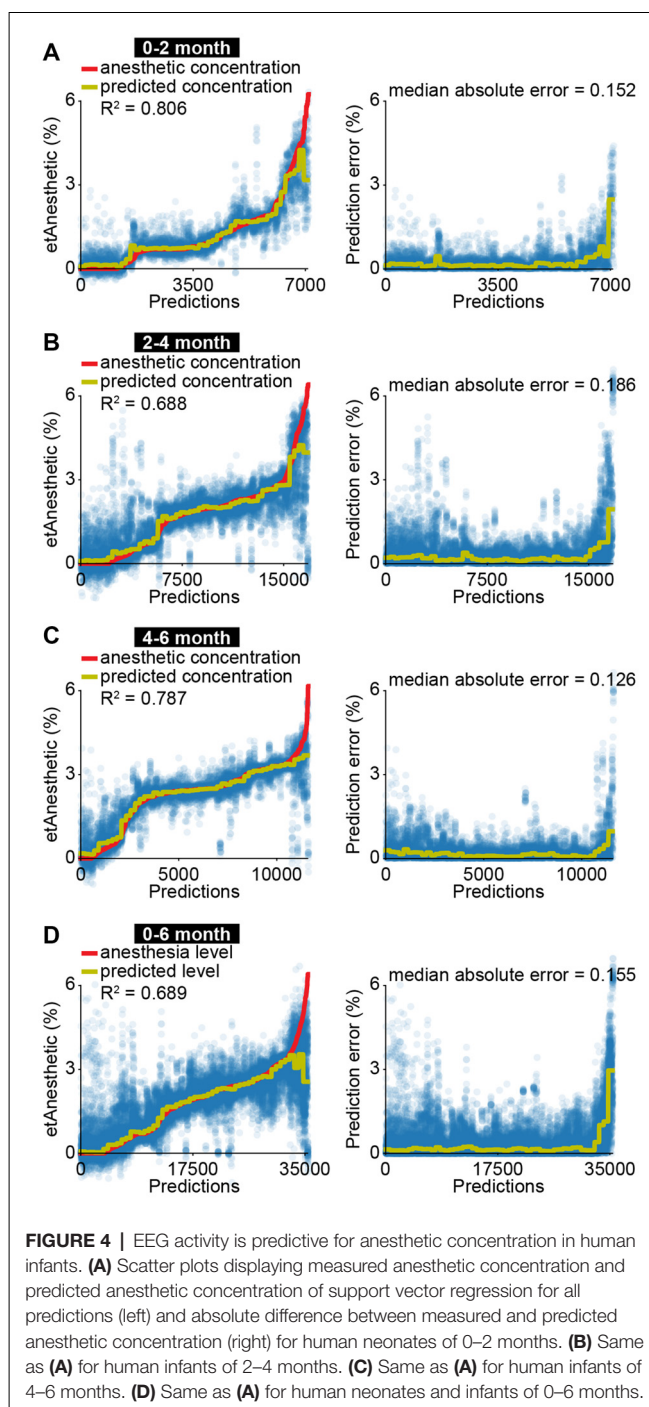 A
0-2 month
anesthetic concentration
predicted concentration
R² = 0.806
etAnesthetic (%)
6
3
0
0 3500 7000
Predictions
median absolute error = 0.152
Prediction error (%)
6
3
0
0 3500 7000
Predictions
B
2-4 month
anesthetic concentration
predicted concentration
R² = 0.688
etAnesthetic (%)
6
3
0
0 7500 15000
Predictions
median absolute error = 0.186
Prediction error (%)
6
3
0
0 7500 15000
Predictions
C
4-6 month
anesthetic concentration
predicted concentration
R² = 0.787
etAnesthetic (%)
6
3
0
0 5000 10000
Predictions
median absolute error = 0.126
Prediction error (%)
6
3
0
0 5000 10000
Predictions
D
0-6 month
anesthesia level
predicted level
R² = 0.689
etAnesthetic (%)
6
3
0
0 17500 35000
Predictions
median absolute error = 0.155
Prediction error (%)
6
3
0
0 17500 35000
Predictions
FIGURE 4 | EEG activity is predictive for anesthetic concentration in human
infants. (A) Scatter plots displaying measured anesthetic concentration and
predicted anesthetic concentration of support vector regression for all
predictions (left) and absolute difference between measured and predicted
anesthetic concentration (right) for human neonates of 0–2 months. (B) Same
as (A) for human infants of 2–4 months. (C) Same as (A) for human infants of
4–6 months. (D) Same as (A) for human neonates and infants of 0–6 months.